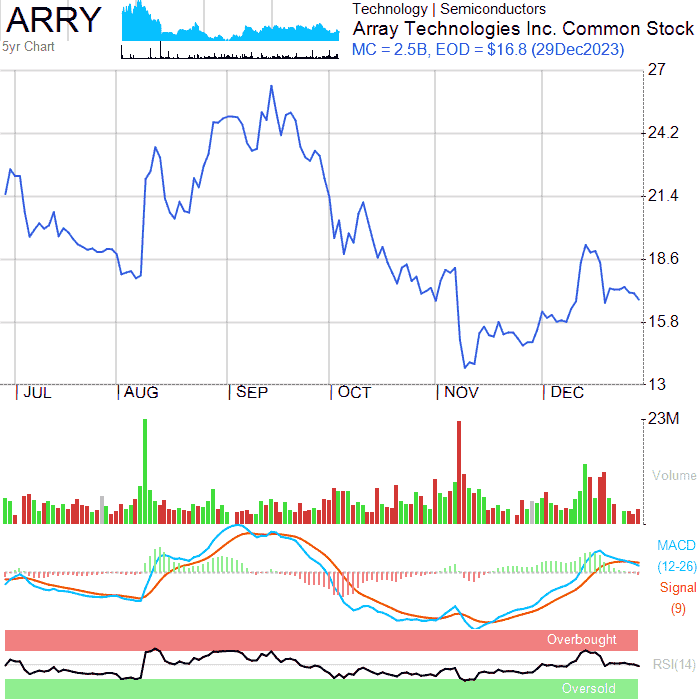 ARRY
5yr Chart
Technology | Semiconductors
Array Technologies Inc. Common Stock
MC = 2.5B, EOD = $16.8 (29Dec2023)
27
24.2
21.4
18.6
15.8
13
JUL AUG SEP OCT NOV DEC
23M
Volume
MACD
(12-26)
Signal
(9)
Overbought
RSI(14)
Oversold